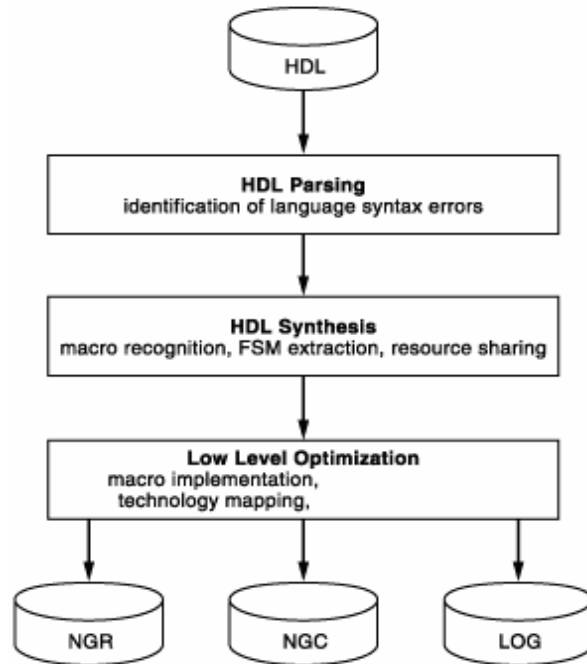 HDL
HDL Parsing
identification of language syntax errors
HDL Synthesis
macro recognition, FSM extraction, resource sharing
Low Level Optimization
macro implementation,
technology mapping,
NGR
NGC
LOG